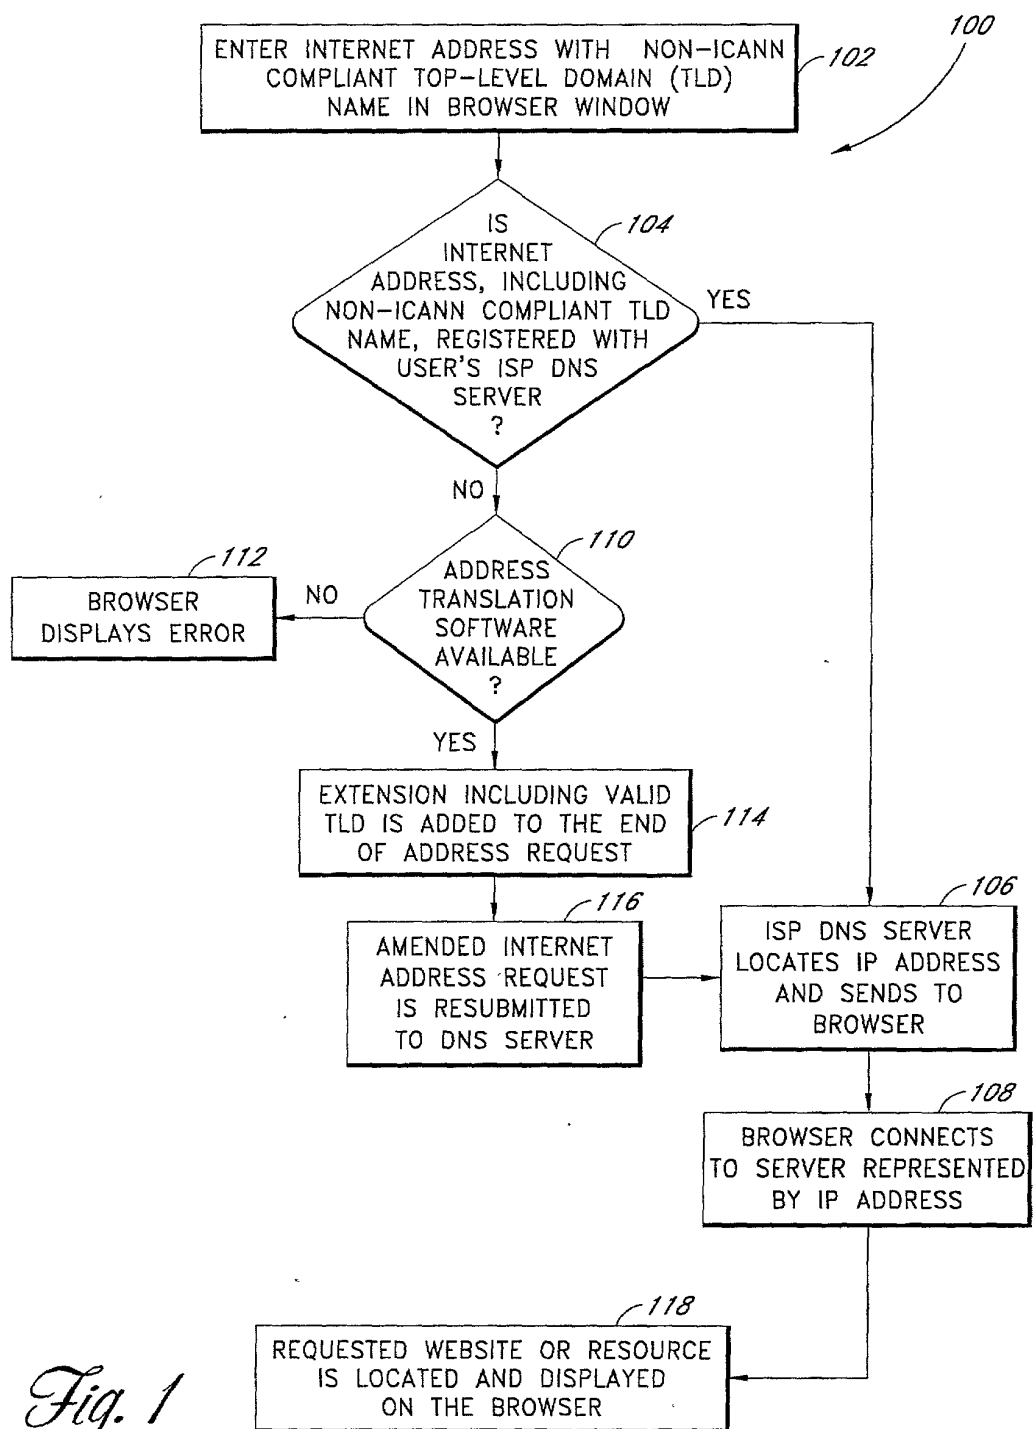 100
ENTER INTERNET ADDRESS WITH NON-ICANN
COMPLIANT TOP-LEVEL DOMAIN (TLD)
NAME IN BROWSER WINDOW
102
IS
INTERNET
ADDRESS, INCLUDING
NON-ICANN COMPLIANT TLD
NAME, REGISTERED WITH
USER'S ISP DNS
SERVER
?
104
YES
NO
ADDRESS
TRANSLATION
SOFTWARE
AVAILABLE
?
110
NO
112
BROWSER
DISPLAYS ERROR
YES
EXTENSION INCLUDING VALID
TLD IS ADDED TO THE END
OF ADDRESS REQUEST
114
116
AMENDED INTERNET
ADDRESS REQUEST
IS RESUBMITTED
TO DNS SERVER
106
ISP DNS SERVER
LOCATES IP ADDRESS
AND SENDS TO
BROWSER
108
BROWSER CONNECTS
TO SERVER REPRESENTED
BY IP ADDRESS
118
REQUESTED WEBSITE OR RESOURCE
IS LOCATED AND DISPLAYED
ON THE BROWSER
Fig. 1